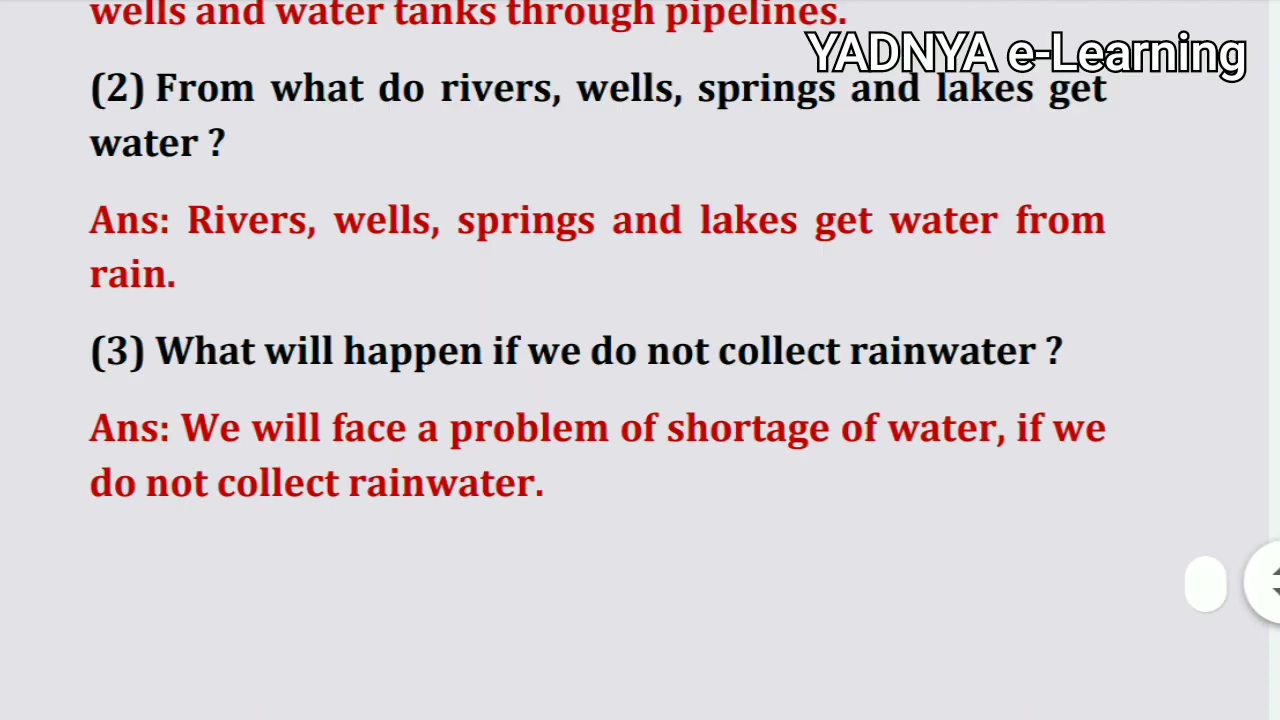 wells and water tanks through pipelines.
YADNYA e-Learning
(2) From what do rivers, wells, springs and lakes get
water ?
Ans: Rivers, wells, springs and lakes get water from
rain.
(3) What will happen if we do not collect rainwater ?
Ans: We will face a problem of shortage of water, if we
do not collect rainwater.